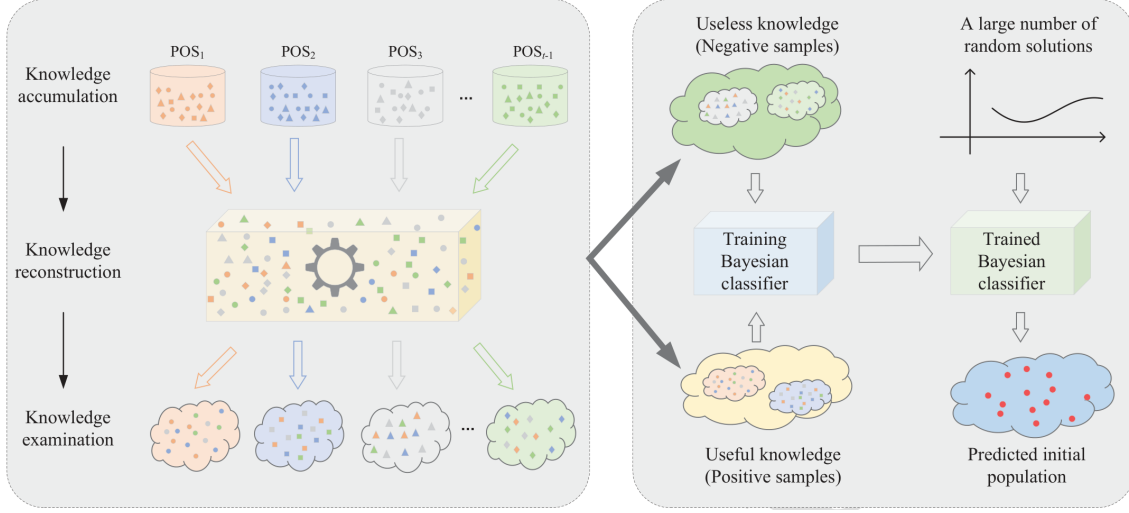 POS1
POS2
POS3
POSt-1
Knowledge
accumulation
...
Knowledge
reconstruction
Knowledge
examination
...
Useless knowledge
(Negative samples)
A large number of
random solutions
Training
Bayesian
classifier
Trained
Bayesian
classifier
Useful knowledge
(Positive samples)
Predicted initial
population